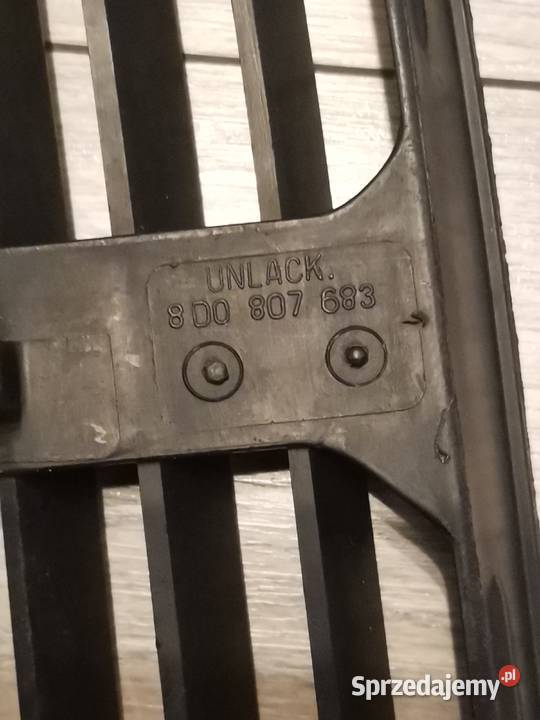 UNLACK.
8D0 807 683
Sprzedajemy.pl